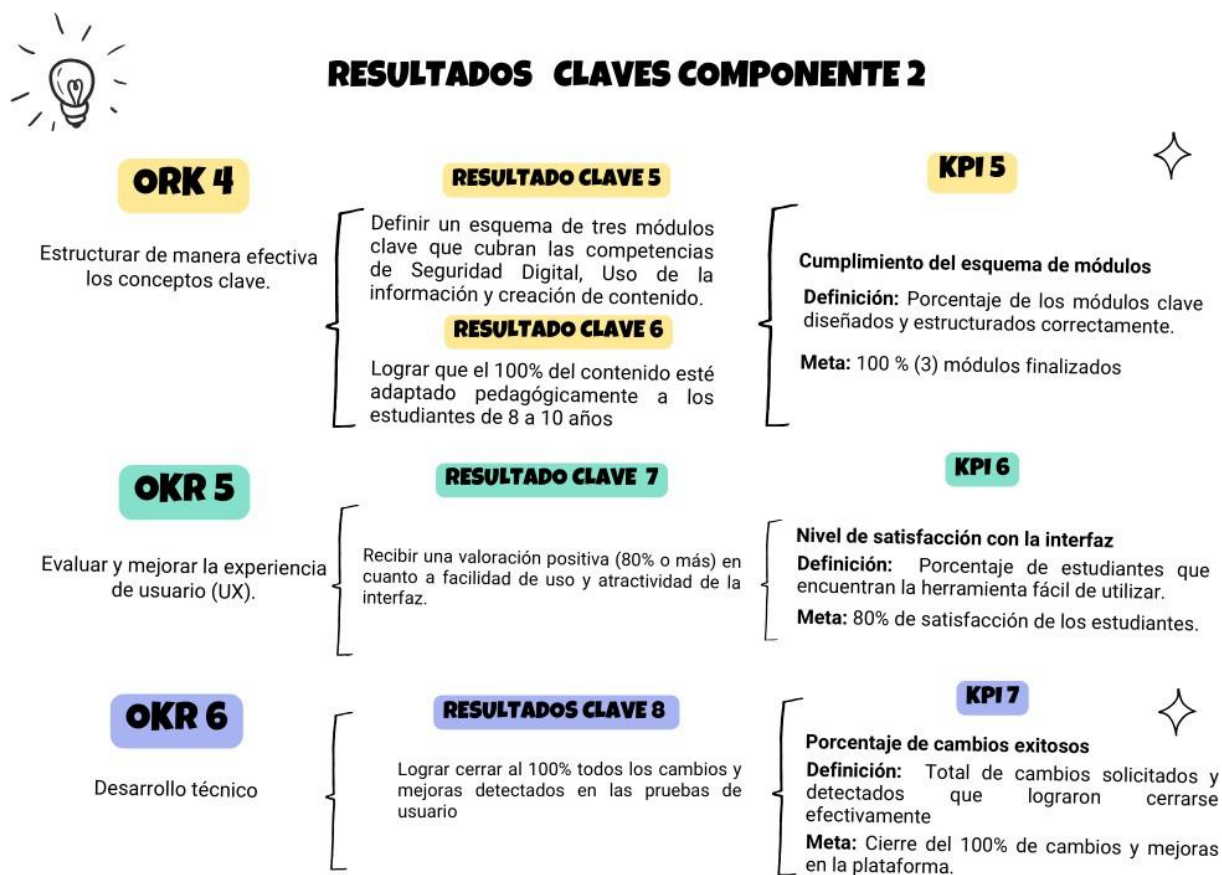 RESULTADOS CLAVES COMPONENTE 2
ORK 4
Estructurar de manera efectiva
los conceptos clave.
RESULTADO CLAVE 5
Definir un esquema de tres módulos
clave que cubran las competencias
de Seguridad Digital, Uso de la
información y creación de contenido.
RESULTADO CLAVE 6
Lograr que el 100% del contenido esté
adaptado pedagógicamente a los
estudiantes de 8 a 10 años
KPI 5
Cumplimiento del esquema de módulos
Definición: Porcentaje de los módulos clave
diseñados y estructurados correctamente.
Meta: 100 % (3) módulos finalizados
OKR 5
Evaluar y mejorar la experiencia
de usuario (UX).
RESULTADO CLAVE 7
Recibir una valoración positiva (80% o más) en
cuanto a facilidad de uso y atractividad de la
interfaz.
KPI 6
Nivel de satisfacción con la interfaz
Definición: Porcentaje de estudiantes que
encuentran la herramienta fácil de utilizar.
Meta: 80% de satisfacción de los estudiantes.
OKR 6
Desarrollo técnico
RESULTADOS CLAVE 8
Lograr cerrar al 100% todos los cambios y
mejoras detectados en las pruebas de
usuario
KPI 7
Porcentaje de cambios exitosos
Definición: Total de cambios solicitados y
detectados que lograron cerrarse
efectivamente
Meta: Cierre del 100% de cambios y mejoras
en la plataforma.